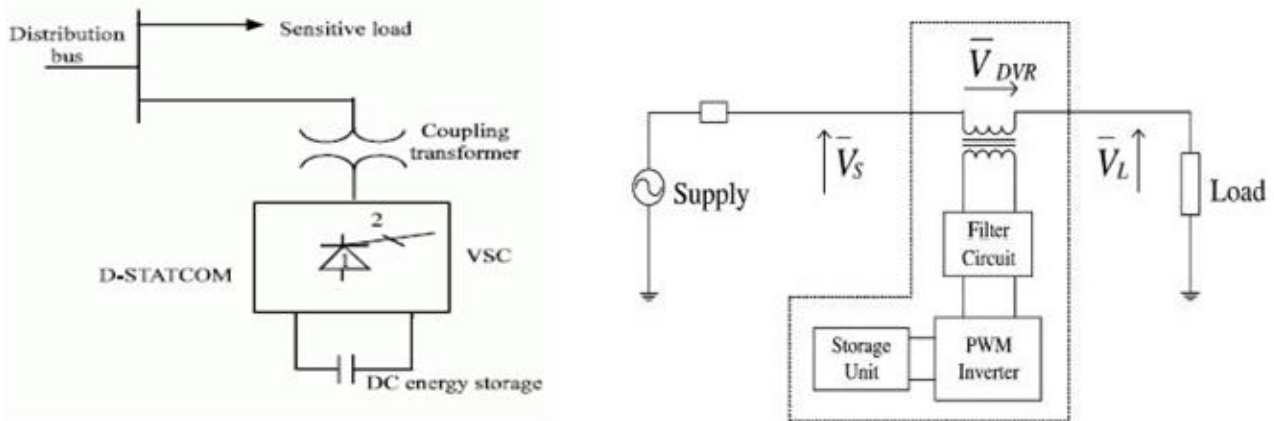 Distribution
bus
Sensitive load
Coupling
transformer
2
1
D-STATCOM
VSC
DC energy storage
V̅ DVR
V̅S
V̅L
Supply
Load
Filter
Circuit
Storage
Unit
PWM
Inverter